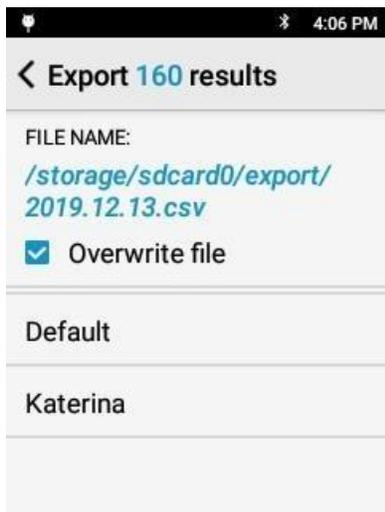 4:06 PM
Export 160 results
FILE NAME:
/storage/sdcard0/export/
2019.12.13.csv
Overwrite file
Default
Katerina